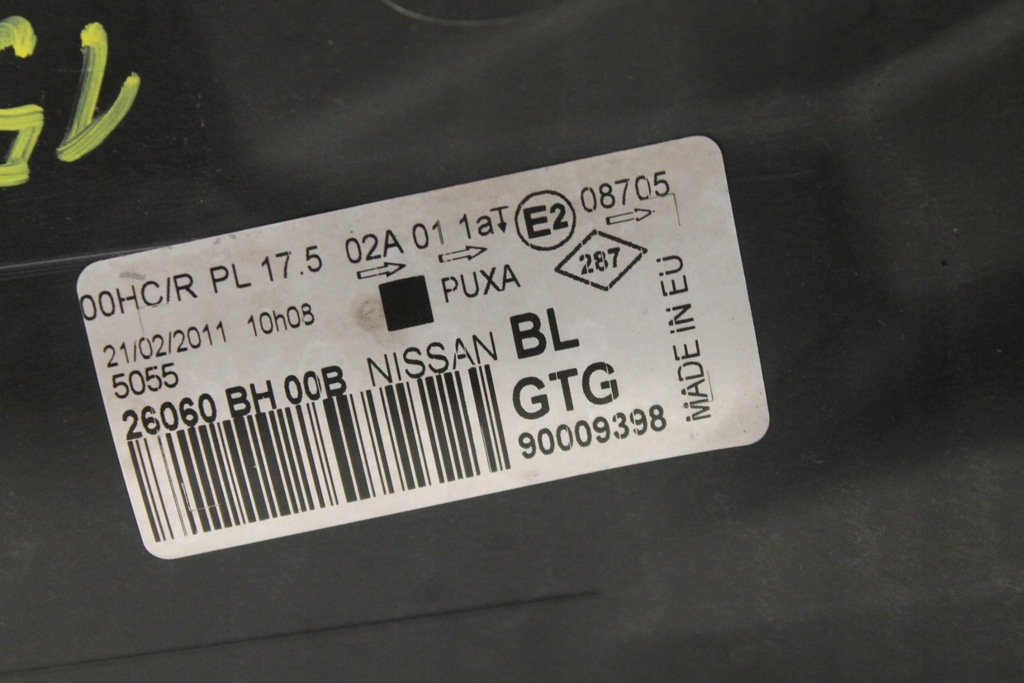 00HC/R PL 17.5 02A 01 1aT E2 08705
21/02/2011 10h08 PUXA 287
5055
26060 BH 00B NISSAN BL
GTG
90009398
MADE IN EU